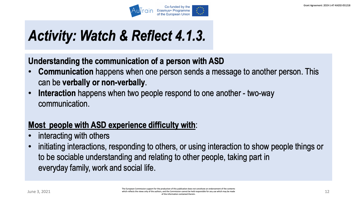 Co-funded by the
Erasmus+ Programme
of the European Union
Activity: Watch & Reflect 4.1.3.
Understanding the communication of a person with ASD
• Communication happens when one person sends a message to another person. This
can be verbally or non-verbally.
• Interaction happens when two people respond to one another - two-way
communication.
Most people with ASD experience difficulty with:
• interacting with others
• initiating interactions, responding to others, or using interaction to show people things or
to be sociable understanding and relating to other people, taking part in
everyday family, work and social life.
June 3, 2021
12